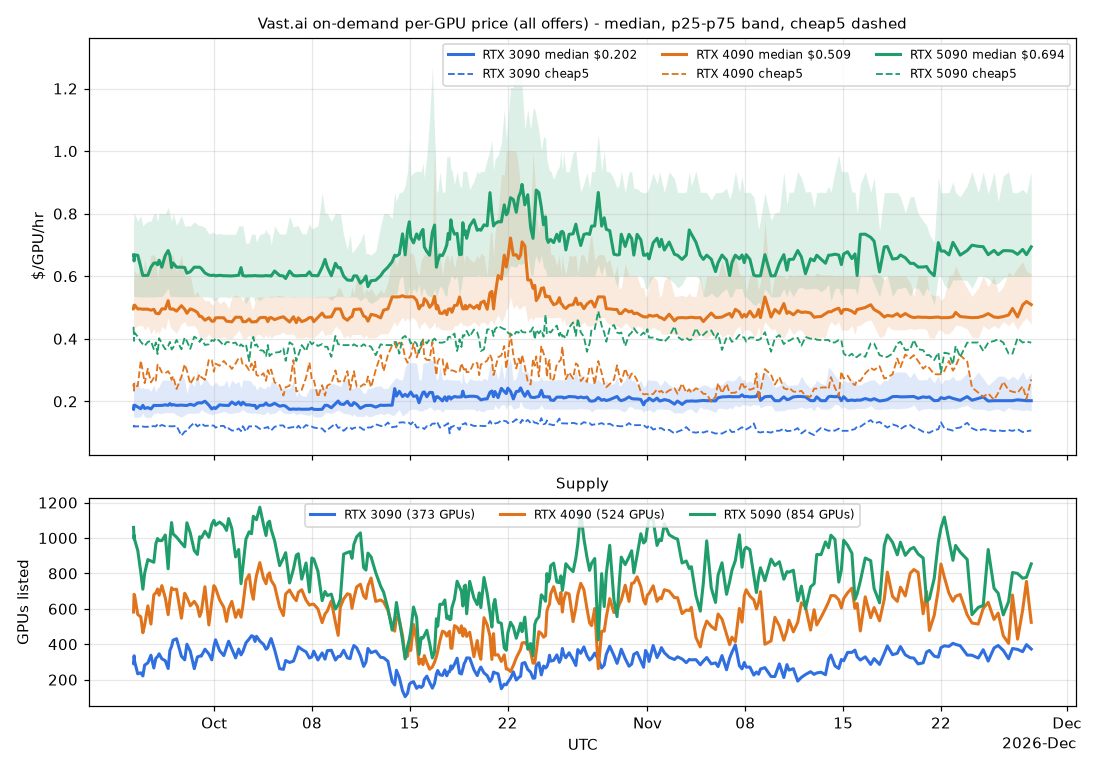 Vast.ai on-demand per-GPU price (all offers) - median, p25-p75 band, cheap5 dashed
RTX 3090 median $0.202
RTX 4090 median $0.509
RTX 5090 median $0.694
RTX 3090 cheap5
RTX 4090 cheap5
RTX 5090 cheap5
1.2
1.0
0.8
0.6
0.4
0.2
$/GPU/hr
Supply
RTX 3090 (373 GPUs)
RTX 4090 (524 GPUs)
RTX 5090 (854 GPUs)
1200
1000
800
600
400
200
GPUs listed
Oct 08 15 22 Nov 08 15 22 Dec
UTC
2026-Dec